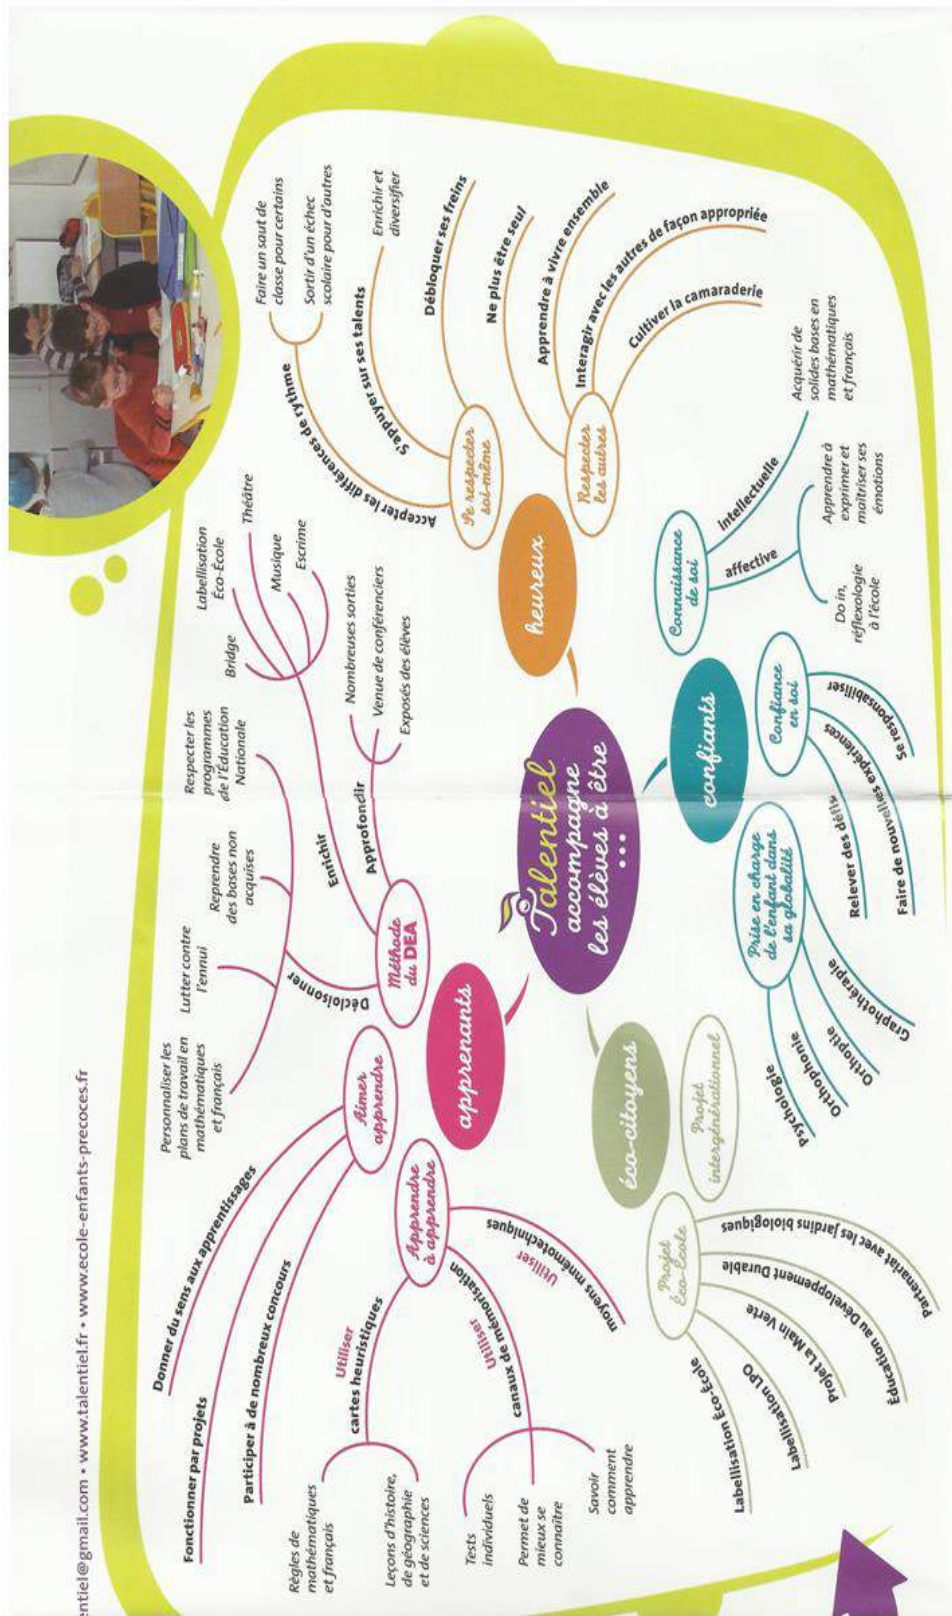 entiel@gmail.com • www.talentiel.fr • www.ecole-enfants-precoces.fr
Talentiel
accompagne
les élèves à être
...
apprenants
Méthode
du DEA
Décloisonner
Personnaliser les
plans de travail en
mathématiques
et français
Lutter contre
l'ennui
Reprendre
des bases non
acquises
Respecter les
programmes
de l'Éducation
Nationale
Enrichir
Bridge
Labellisation
Éco-École
Théâtre
Musique
Escrime
Approfondir
Nombreuses sorties
Venue de conférenciers
Exposés des élèves
Aimer
apprendre
Donner du sens aux apprentissages
Fonctionner par projets
Participer à de nombreux concours
Apprendre
à apprendre
Utiliser
cartes heuristiques
Règles de
mathématiques
et français
Leçons d'histoire,
de géographie
et de sciences
Utiliser
canaux de mémorisation
Tests
individuels
Permet de
mieux se
connaître
Savoir
comment
apprendre
Utiliser
moyens mnémotechniques
heureux
Se respecter
soi-même
Accepter les différences de rythme
Faire un saut de
classe pour certains
Sortir d'un échec
scolaire pour d'autres
S'appuyer sur ses talents
Enrichir et
diversifier
Débloquer ses freins
Respecter
les autres
Ne plus être seul
Apprendre à vivre ensemble
Interagir avec les autres de façon appropriée
Cultiver la camaraderie
confiants
Connaissance
de soi
Intellectuelle
Acquérir de
solides bases en
mathématiques
et français
affective
Apprendre à
exprimer et
maîtriser ses
émotions
Do in,
réflexologie
à l'école
Confiance
en soi
Relever des défis
Faire de nouvelles expériences
Se responsabiliser
Prise en charge
de l'enfant dans
sa globalité
Psychologie
Orthophonie
Orthoptie
Graphothérapie
éco-citoyens
Projet
intergénérationnel
Projet
Éco-École
Labellisation Éco-École
Labellisation LPO
Projet La Main Verte
Éducation au Développement Durable
Partenariat avec les jardins biologiques